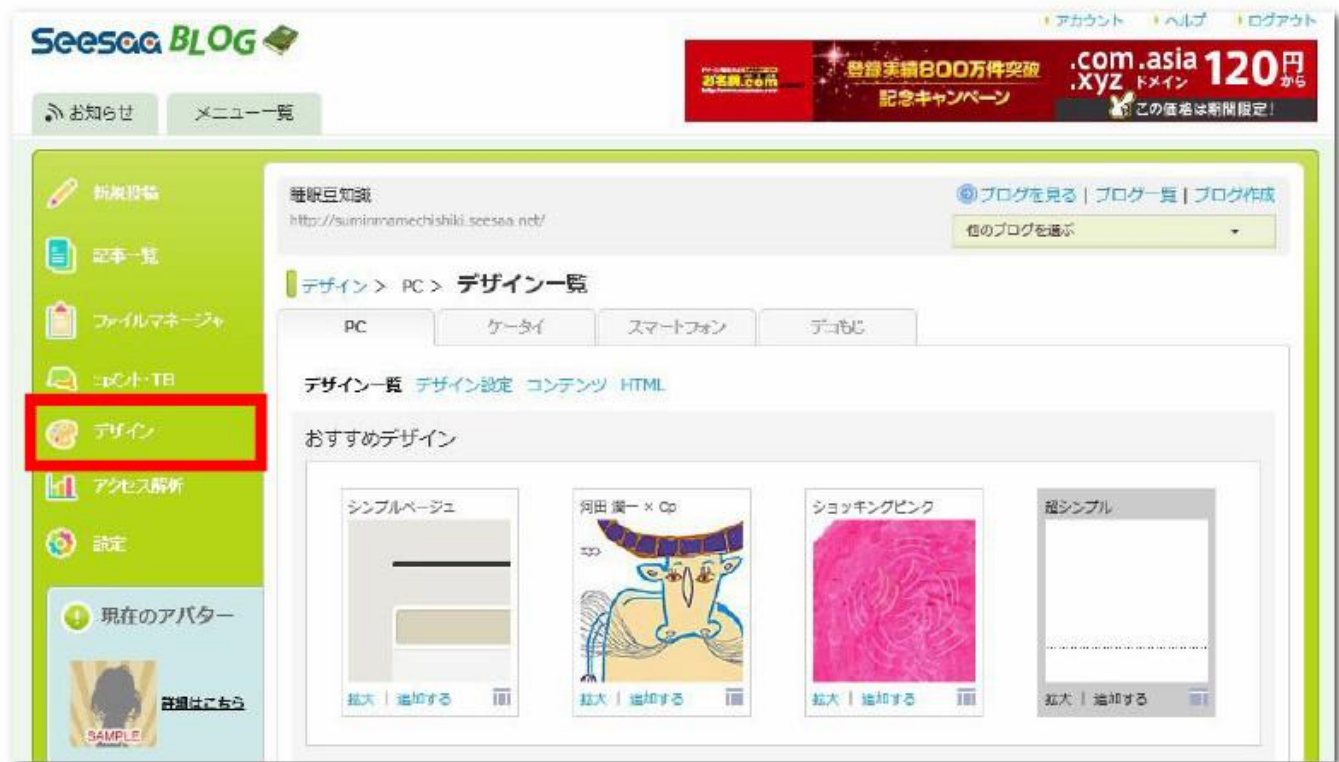 アカウント ヘルプ ログアウト
Seesaa BLOG
お名前.com
登録実績800万件突破
記念キャンペーン
.com .asia
.xyz ドメイン 120円から
この価格は期間限定!
お知らせ メニュー一覧
新規投稿
記事一覧
ファイルマネージャ
コメント・TB
デザイン
アクセス解析
設定
現在のアバター
SAMPLE
詳細はこちら
睡眠豆知識
http://suminmamechishiki.seesaa.net/
ブログを見る | ブログ一覧 | ブログ作成
他のブログを選ぶ
デザイン > PC > デザイン一覧
PC ケータイ スマートフォン デコもじ
デザイン一覧 デザイン設定 コンテンツ HTML
おすすめデザイン
シンプルベージュ
拡大 | 追加する
河田 潤一 × Cp
拡大 | 追加する
ショッキングピンク
拡大 | 追加する
超シンプル
拡大 | 追加する